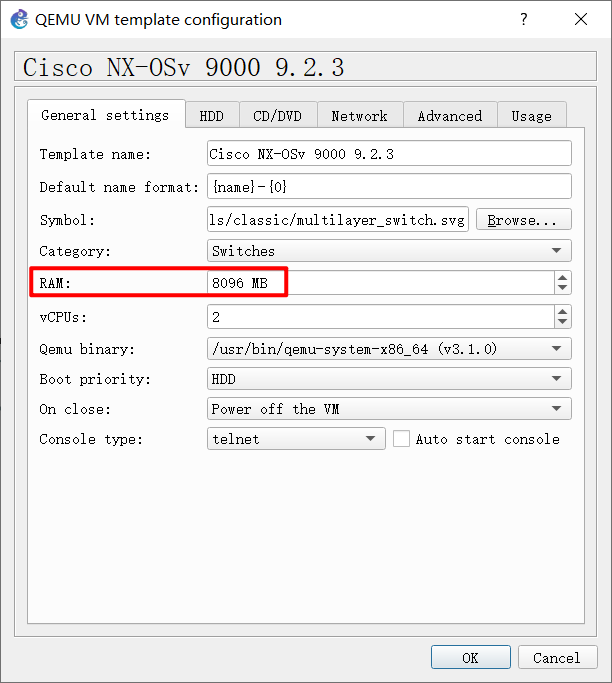 QEMU VM template configuration ?
Cisco NX-OSv 9000 9.2.3
General settings HDD CD/DVD Network Advanced Usage
Template name: Cisco NX-OSv 9000 9.2.3
Default name format: {name}-{0}
Symbol: ls/classic/multilayer_switch.svg Browse...
Category: Switches
RAM: 8096 MB
vCPUs: 2
Qemu binary: /usr/bin/qemu-system-x86_64 (v3.1.0)
Boot priority: HDD
On close: Power off the VM
Console type: telnet Auto start console
OK Cancel